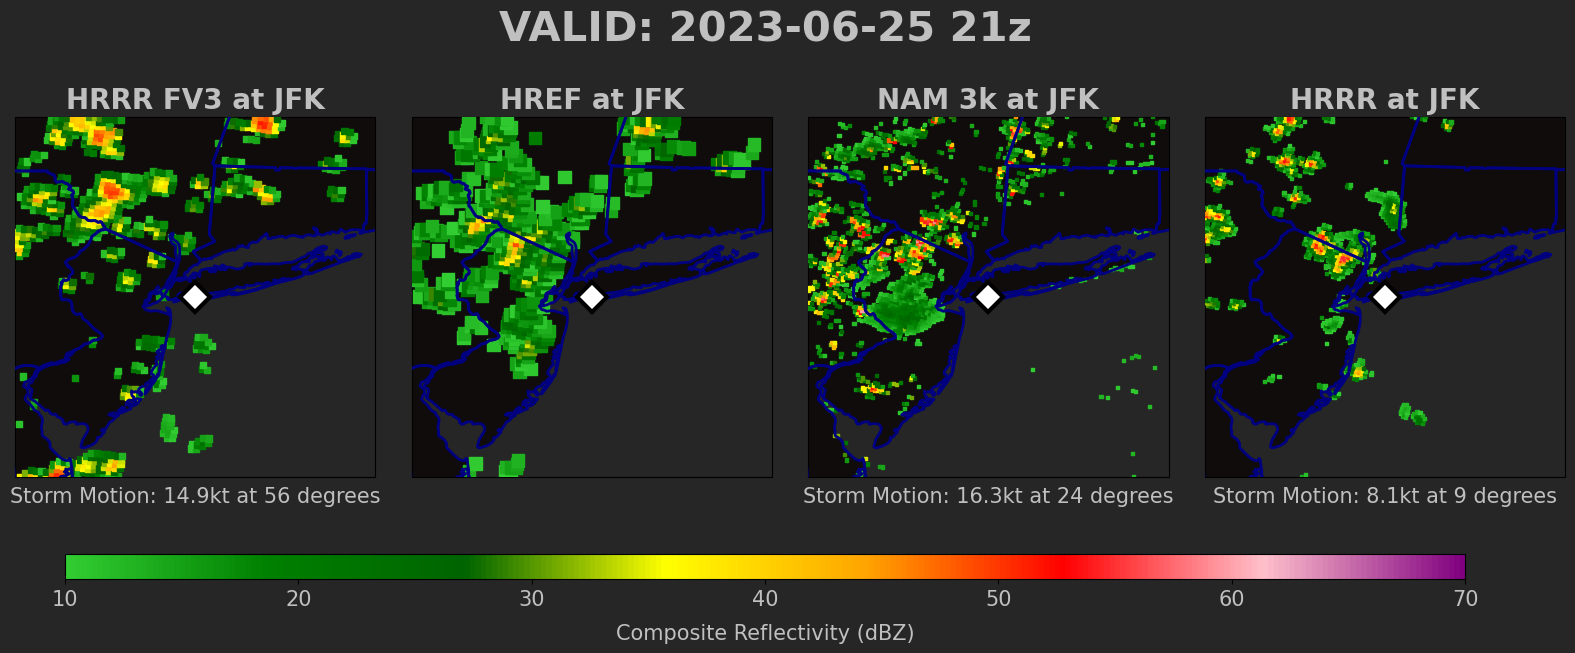 VALID: 2023-06-25 21z
HRRR FV3 at JFK
HREF at JFK
NAM 3k at JFK
HRRR at JFK
Storm Motion: 14.9kt at 56 degrees
Storm Motion: 16.3kt at 24 degrees
Storm Motion: 8.1kt at 9 degrees
10 20 30 40 50 60 70
Composite Reflectivity (dBZ)